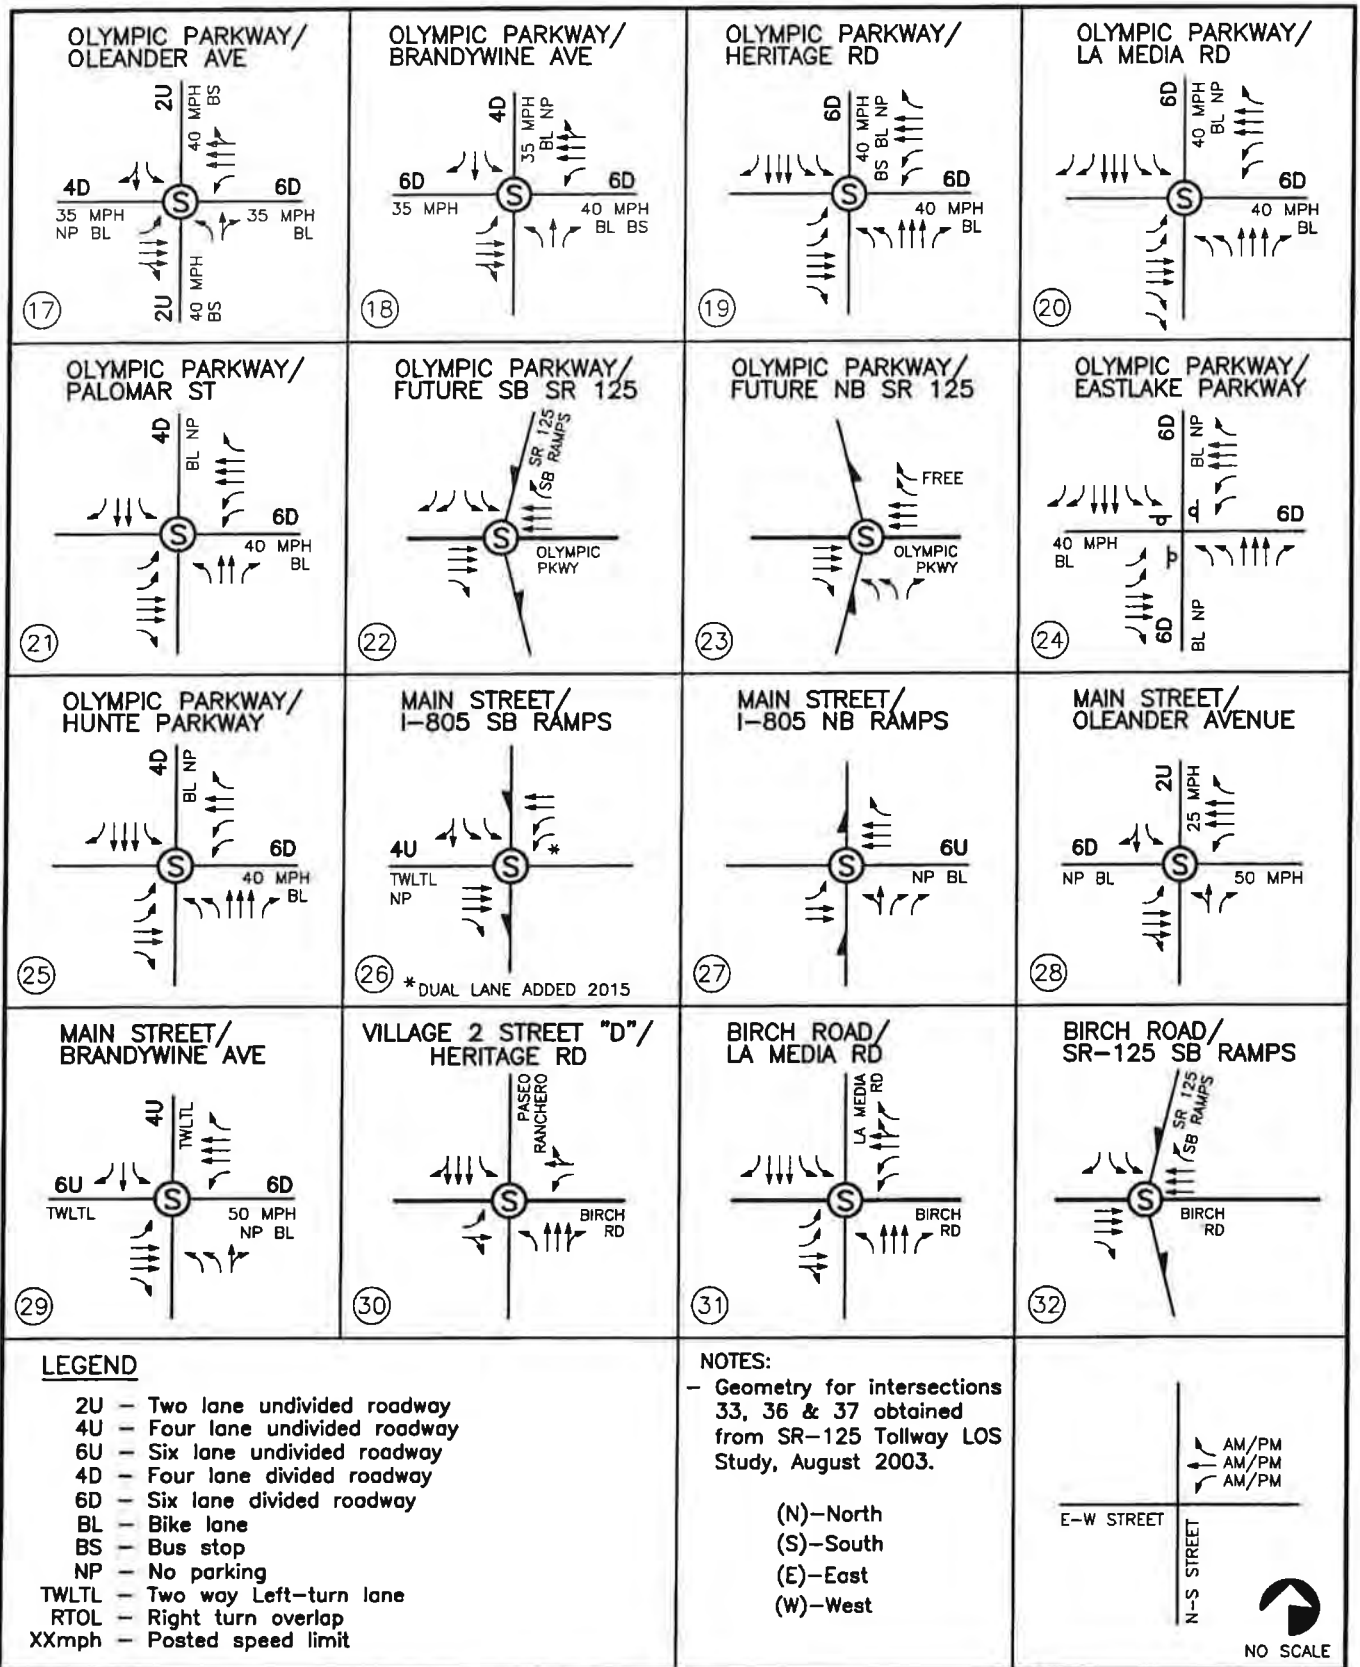 OLYMPIC PARKWAY/
OLEANDER AVE
2U
40 MPH
BS
4D
6D
35 MPH
NP BL
S
35 MPH
BL
2U
40 MPH
BS
17
OLYMPIC PARKWAY/
BRANDYWINE AVE
4D
35 MPH
BL NP
6D
6D
35 MPH
S
40 MPH
BL BS
18
OLYMPIC PARKWAY/
HERITAGE RD
6D
40 MPH
BS BL NP
6D
S
40 MPH
BL
19
OLYMPIC PARKWAY/
LA MEDIA RD
6D
40 MPH
BL NP
6D
S
40 MPH
BL
20
OLYMPIC PARKWAY/
PALOMAR ST
4D
BL NP
6D
S
40 MPH
BL
21
OLYMPIC PARKWAY/
FUTURE SB SR 125
SR 125
SB RAMPS
S
OLYMPIC
PKWY
22
OLYMPIC PARKWAY/
FUTURE NB SR 125
FREE
S
OLYMPIC
PKWY
23
OLYMPIC PARKWAY/
EASTLAKE PARKWAY
6D
BL NP
6D
40 MPH
BL
6D
BL NP
24
OLYMPIC PARKWAY/
HUNTE PARKWAY
4D
BL NP
6D
S
40 MPH
BL
25
MAIN STREET/
I-805 SB RAMPS
4U
*
S
TWLTL
NP
26
*DUAL LANE ADDED 2015
MAIN STREET/
I-805 NB RAMPS
6U
S
NP BL
27
MAIN STREET/
OLEANDER AVENUE
2U
25 MPH
6D
S
NP BL
50 MPH
28
MAIN STREET/
BRANDYWINE AVE
4U
TWLTL
6U
6D
TWLTL
S
50 MPH
NP BL
29
VILLAGE 2 STREET "D"/
HERITAGE RD
PASEO
RANCHERO
S
BIRCH
RD
30
BIRCH ROAD/
LA MEDIA RD
LA MEDIA
RD
S
BIRCH
RD
31
BIRCH ROAD/
SR-125 SB RAMPS
SR 125
SB RAMPS
S
BIRCH
RD
32
LEGEND
2U – Two lane undivided roadway
4U – Four lane undivided roadway
6U – Six lane undivided roadway
4D – Four lane divided roadway
6D – Six lane divided roadway
BL – Bike lane
BS – Bus stop
NP – No parking
TWLTL – Two way Left-turn lane
RTOL – Right turn overlap
XXmph – Posted speed limit
NOTES:
– Geometry for intersections
33, 36 & 37 obtained
from SR-125 Tollway LOS
Study, August 2003.
(N)-North
(S)-South
(E)-East
(W)-West
AM/PM
AM/PM
AM/PM
E-W STREET
N-S STREET
NO SCALE